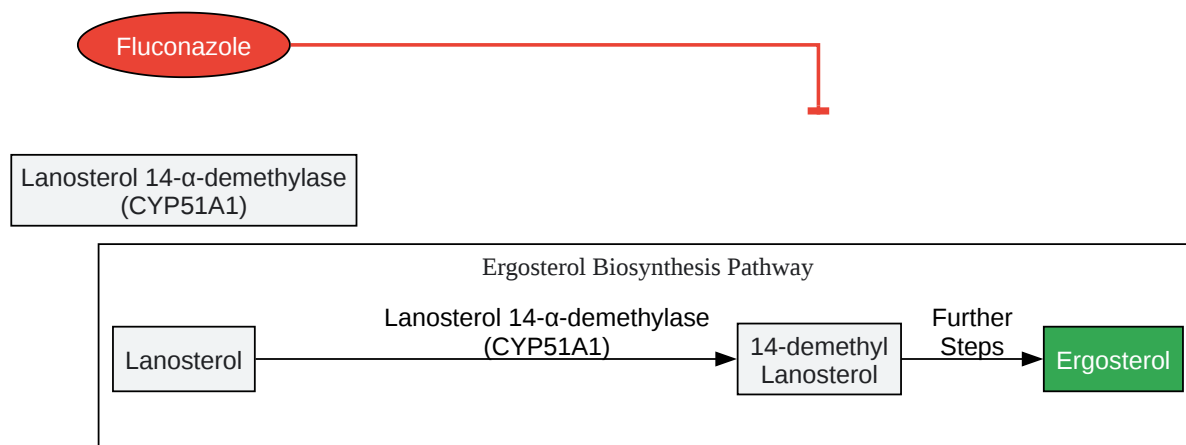 Fluconazole
Lanosterol 14-α-demethylase
(CYP51A1)
Ergosterol Biosynthesis Pathway
Lanosterol
Lanosterol 14-α-demethylase
(CYP51A1)
14-demethyl
Lanosterol
Further
Steps
Ergosterol